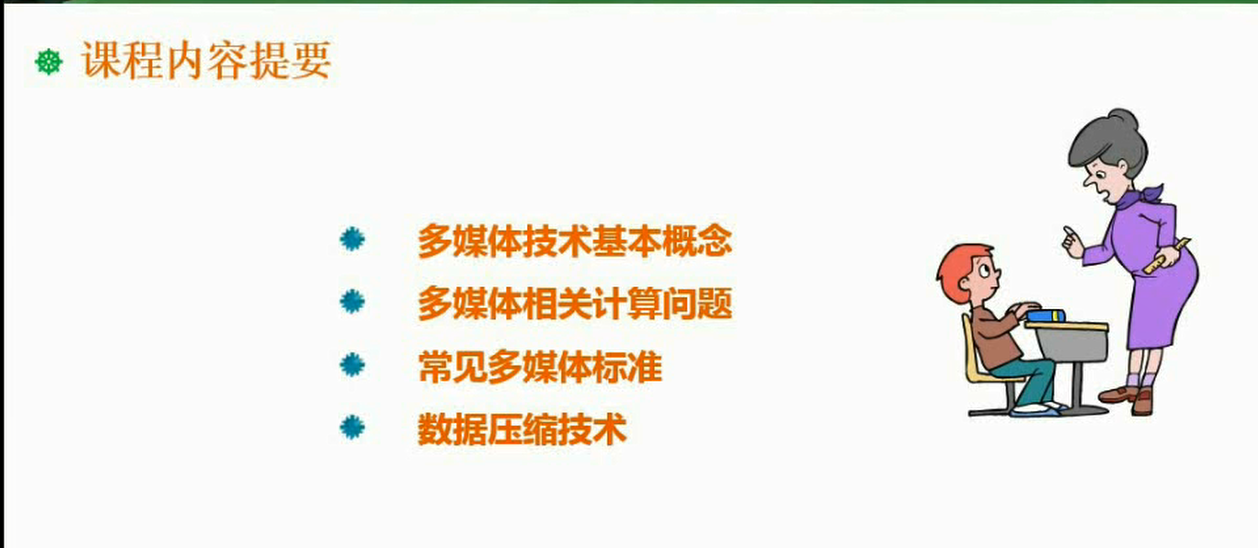 课程内容提要
多媒体技术基本概念
多媒体相关计算问题
常见多媒体标准
数据压缩技术